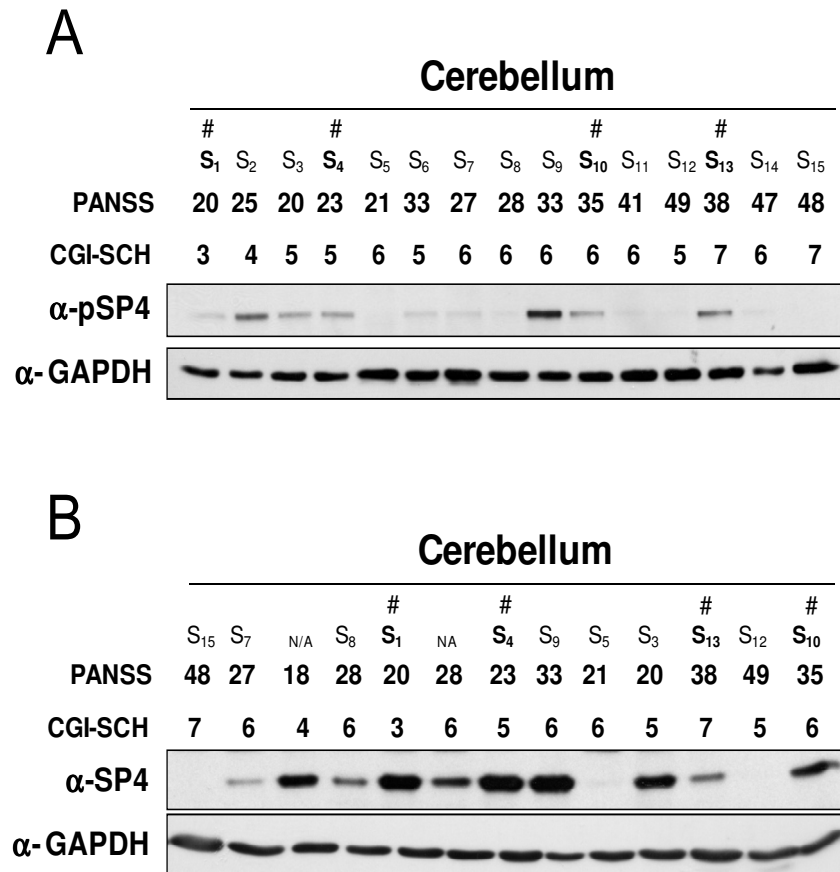 A
Cerebellum
# # # #
S1 S2 S3 S4 S5 S6 S7 S8 S9 S10 S11 S12 S13 S14 S15
PANSS 20 25 20 23 21 33 27 28 33 35 41 49 38 47 48
CGI-SCH 3 4 5 5 6 5 6 6 6 6 6 5 7 6 7
α-pSP4
α-GAPDH
B
Cerebellum
# # # #
S15 S7 N/A S8 S1 NA S4 S9 S5 S3 S13 S12 S10
PANSS 48 27 18 28 20 28 23 33 21 20 38 49 35
CGI-SCH 7 6 4 6 3 6 5 6 6 5 7 5 6
α-SP4
α-GAPDH